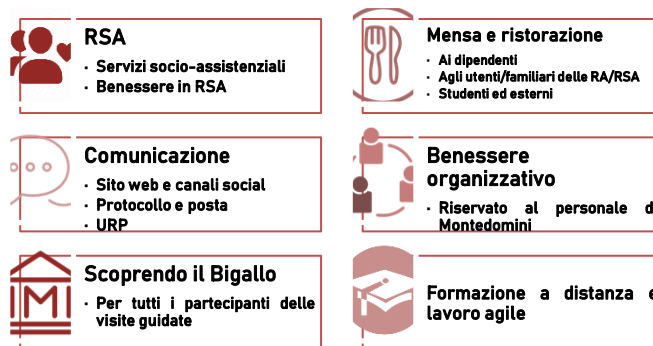 RSA
· Servizi socio-assistenziali
· Benessere in RSA
Mensa e ristorazione
· Ai dipendenti
· Agli utenti/familiari delle RA/RSA
· Studenti ed esterni
Comunicazione
· Sito web e canali social
· Protocollo e posta
· URP
Benessere
organizzativo
· Riservato al personale d
Montedomini
Scoprendo il Bigallo
· Per tutti i partecipanti delle
visite guidate
Formazione a distanza e
lavoro agile